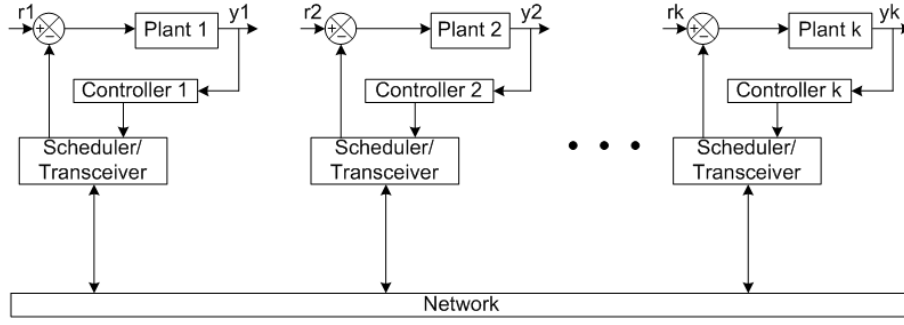 r1
+
−
Plant 1
y1
Controller 1
Scheduler/
Transceiver
r2
+
−
Plant 2
y2
Controller 2
Scheduler/
Transceiver
• • •
rk
+
−
Plant k
yk
Controller k
Scheduler/
Transceiver
Network